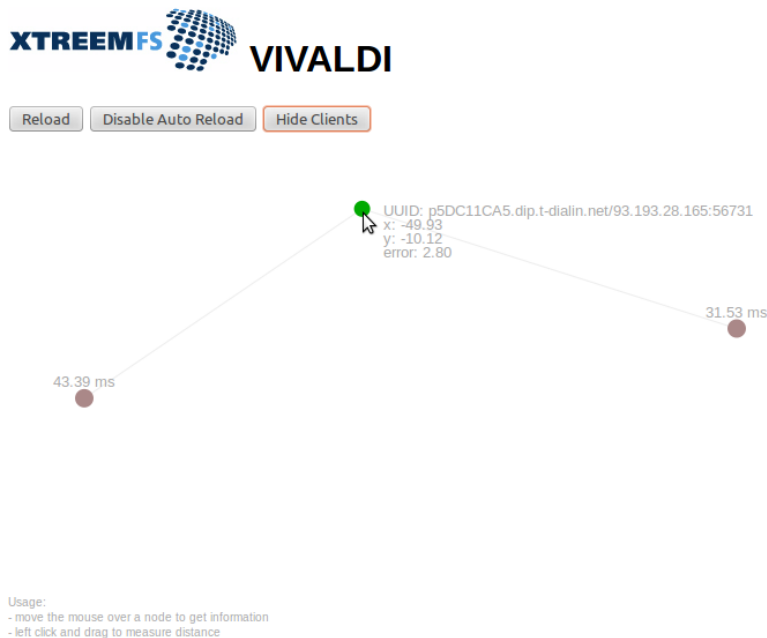 XTREEMFS
VIVALDI
Reload
Disable Auto Reload
Hide Clients
UUID: p5DC11CA5.dip.t-dialin.net/93.193.28.165:56731
x: -49.93
y: -10.12
error: 2.80
31.53 ms
43.39 ms
Usage:
- move the mouse over a node to get information
- left click and drag to measure distance